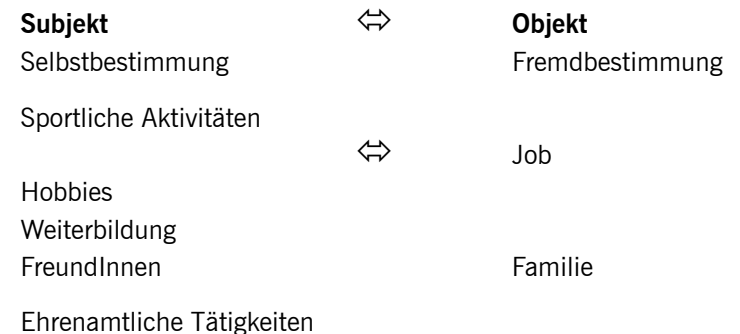 Subjekt ⇔ Objekt
Selbstbestimmung Fremdbestimmung
Sportliche Aktivitäten
⇔ Job
Hobbies
Weiterbildung
FreundInnen Familie
Ehrenamtliche Tätigkeiten